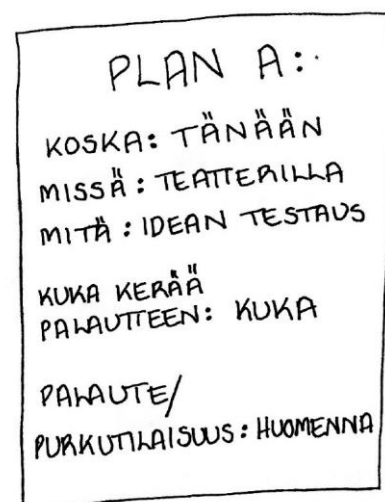 PLAN A:
KOSKA: TÄNÄÄN
MISSÄ: TEATTERILLA
MITÄ: IDEAN TESTAUS
KUKA KERÄÄ
PALAUTTEEN: KUKA
PALAUTE/
PURKUTILAISUUS: HUOMENNA